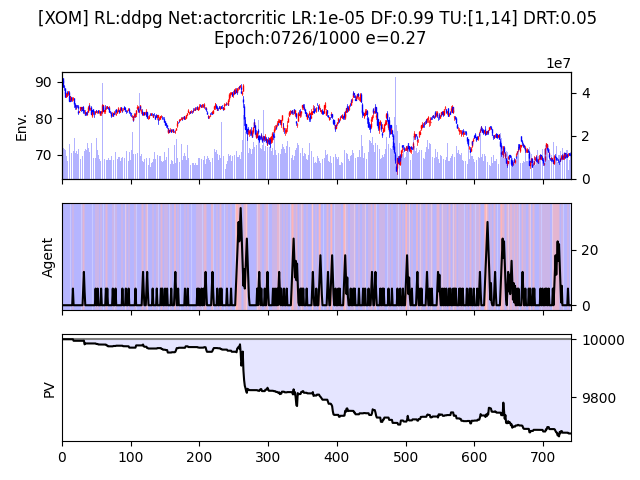 [XOM] RL:ddpg Net:actorcritic LR:1e-05 DF:0.99 TU:[1,14] DRT:0.05
Epoch:0726/1000 e=0.27
1e7
90
80
70
Env.
4
2
0
Agent
20
0
PV
10000
9800
0 100 200 300 400 500 600 700